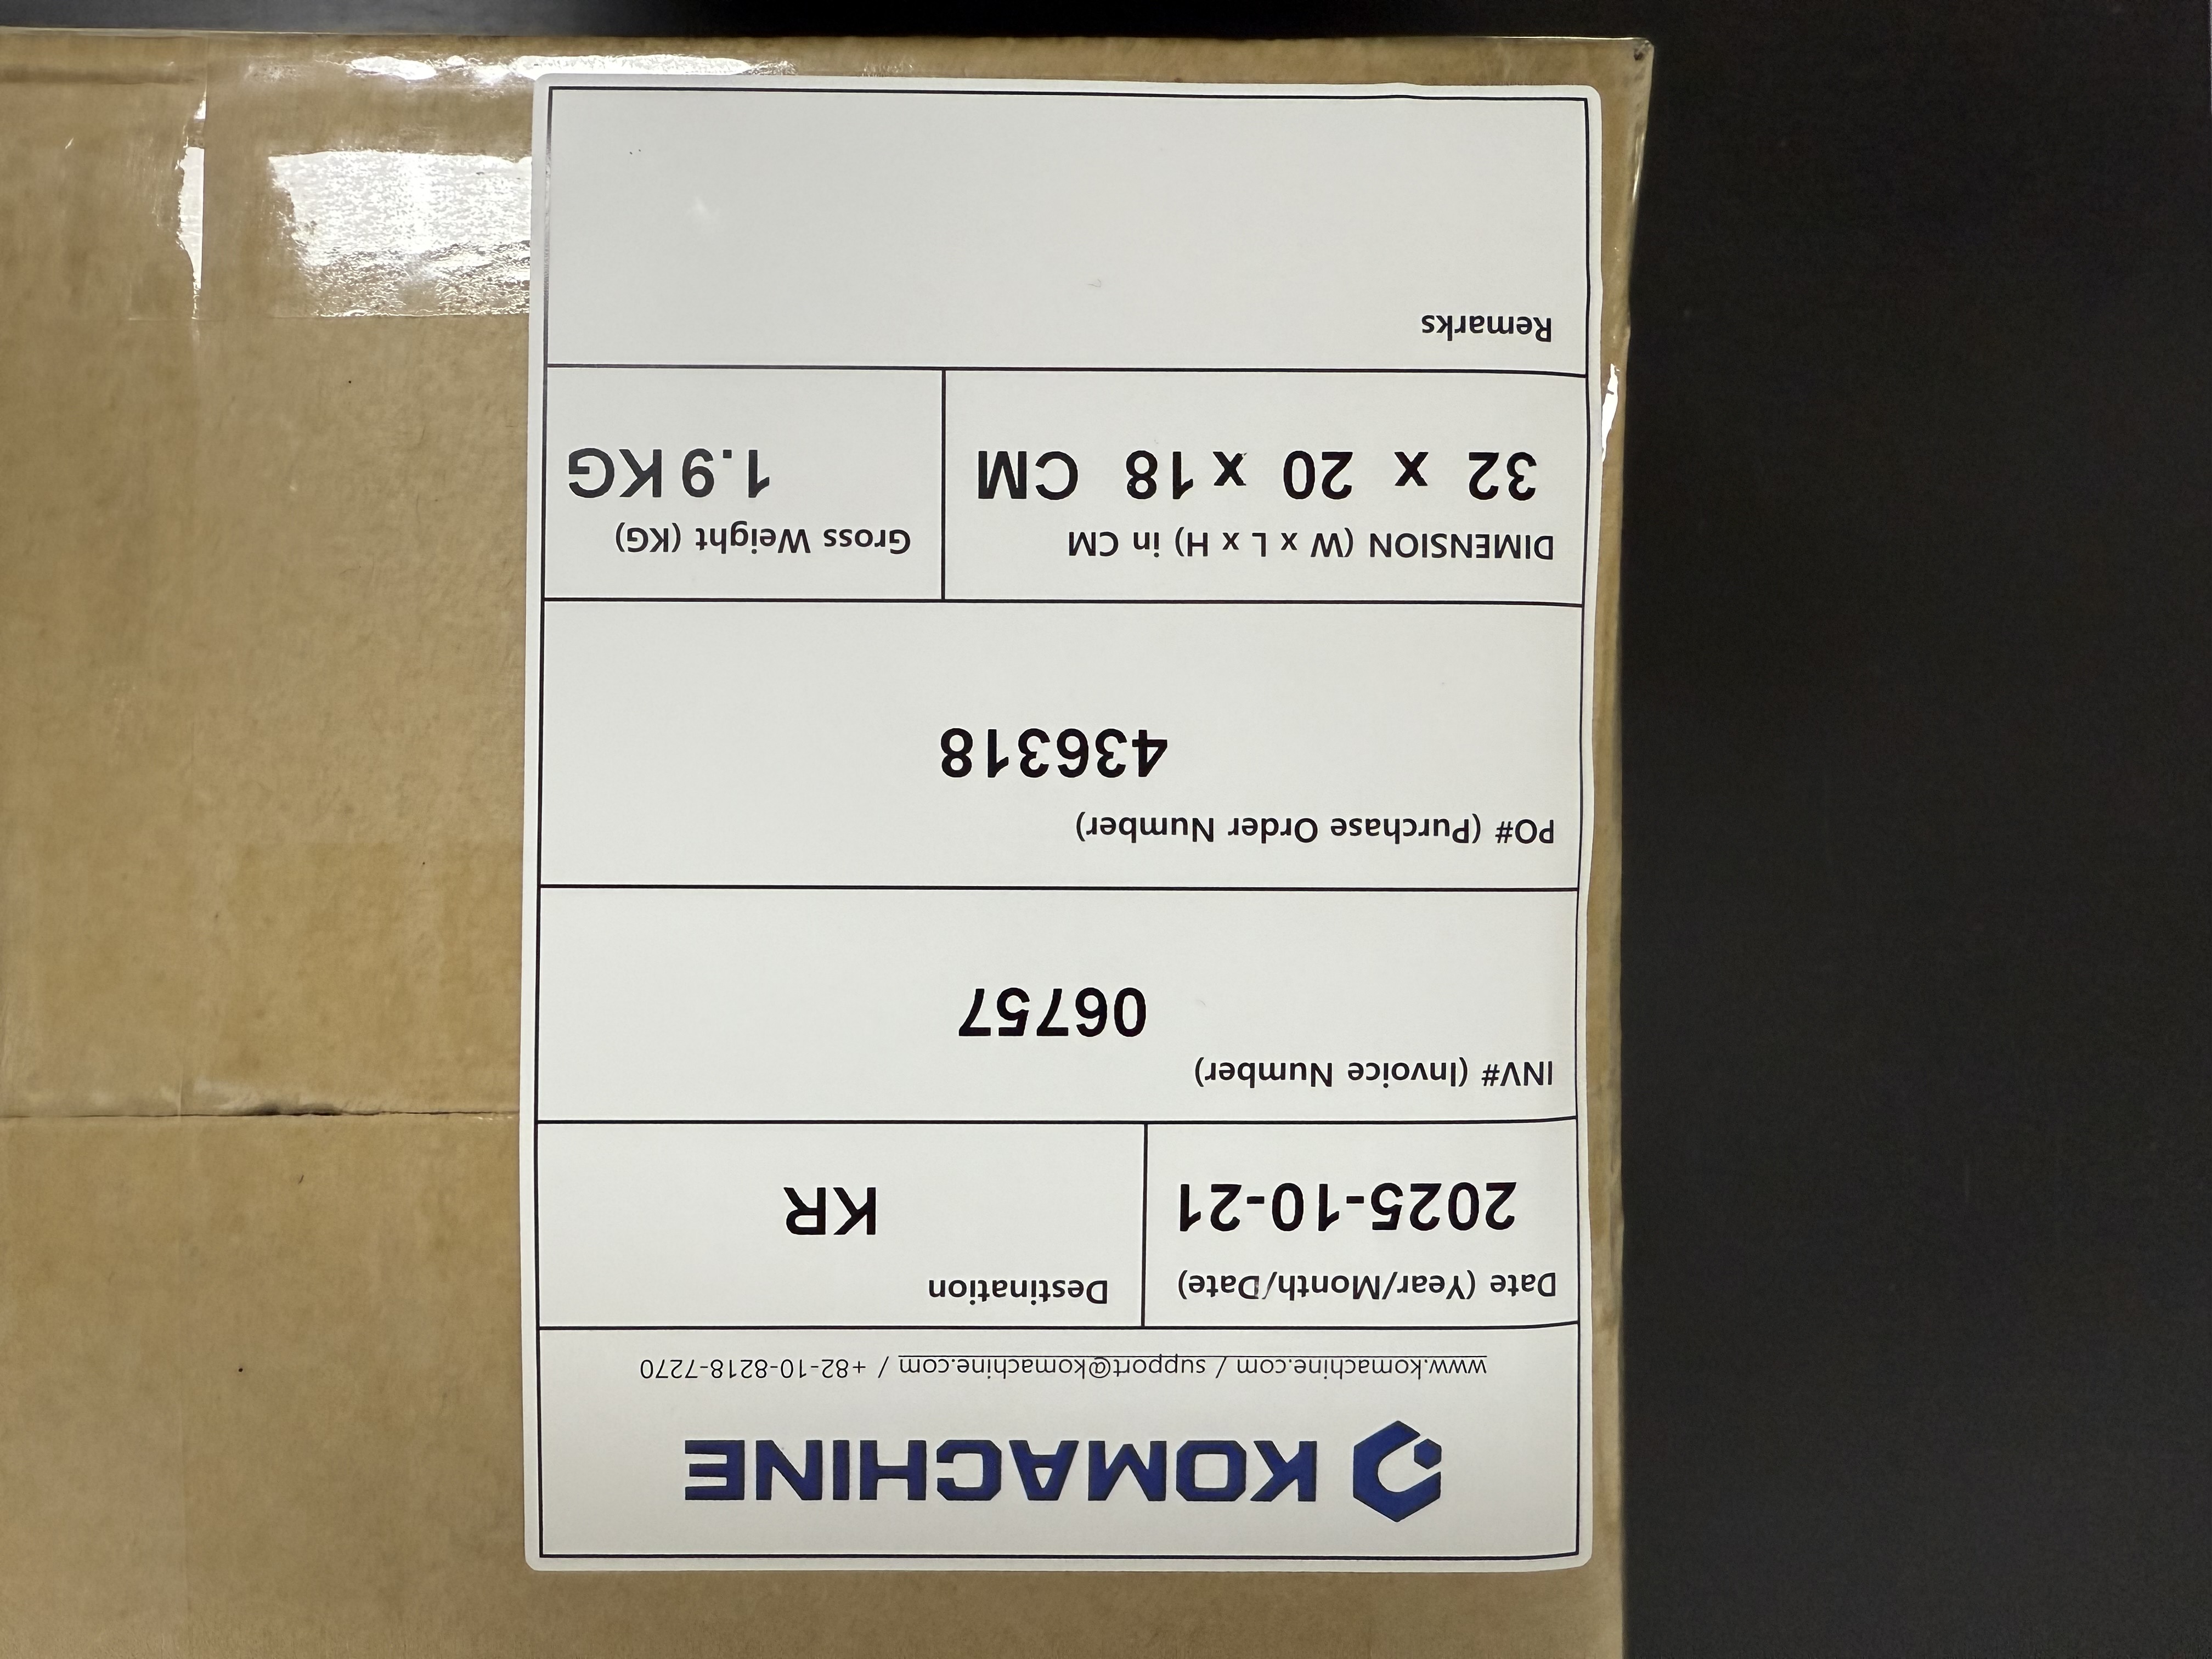 KOMACHINE
www.komachine.com / support@komachine.com / +82-10-8218-7270
Date (Year/Month/Date)
2025-10-21
Destination
KR
INV# (Invoice Number)
06757
PO# (Purchase Order Number)
436318
DIMENSION (W x L x H) in CM
32 x 20 x 18 CM
Gross Weight (KG)
1.9 KG
Remarks